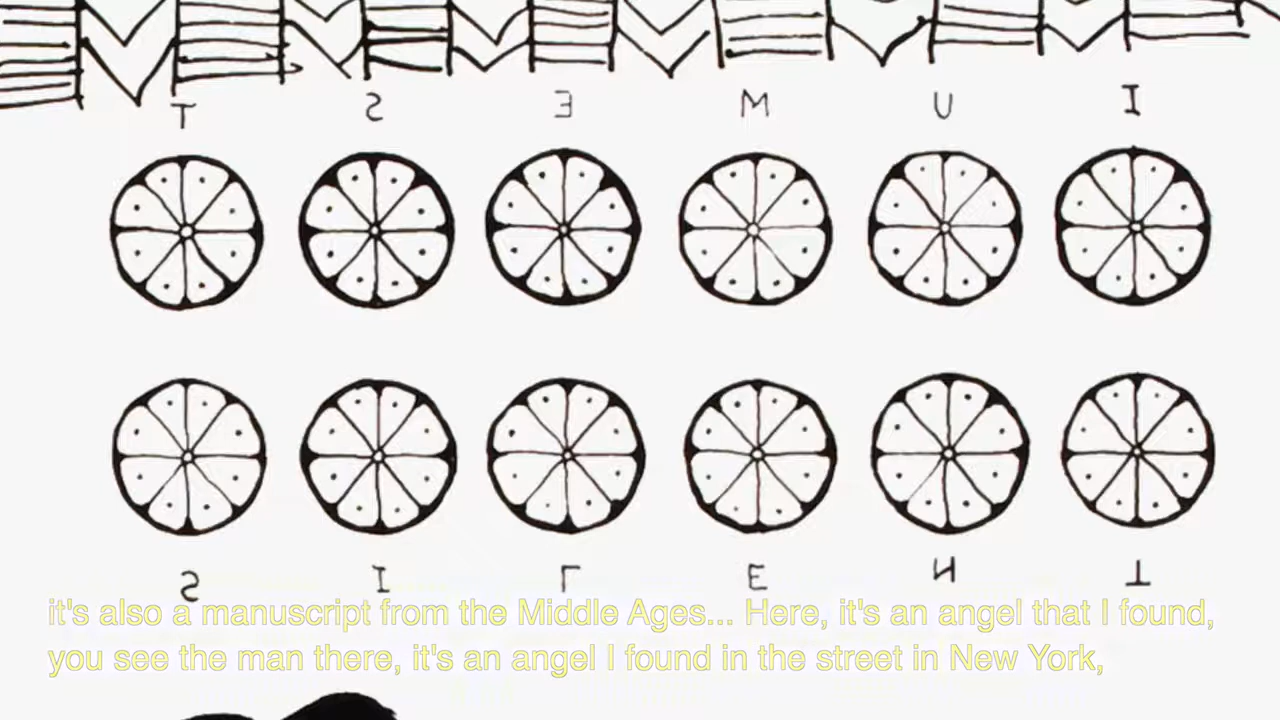 T S E M U I
S I L E N T
it's also a manuscript from the Middle Ages... Here, it's an angel that I found,
you see the man there, it's an angel I found in the street in New York,